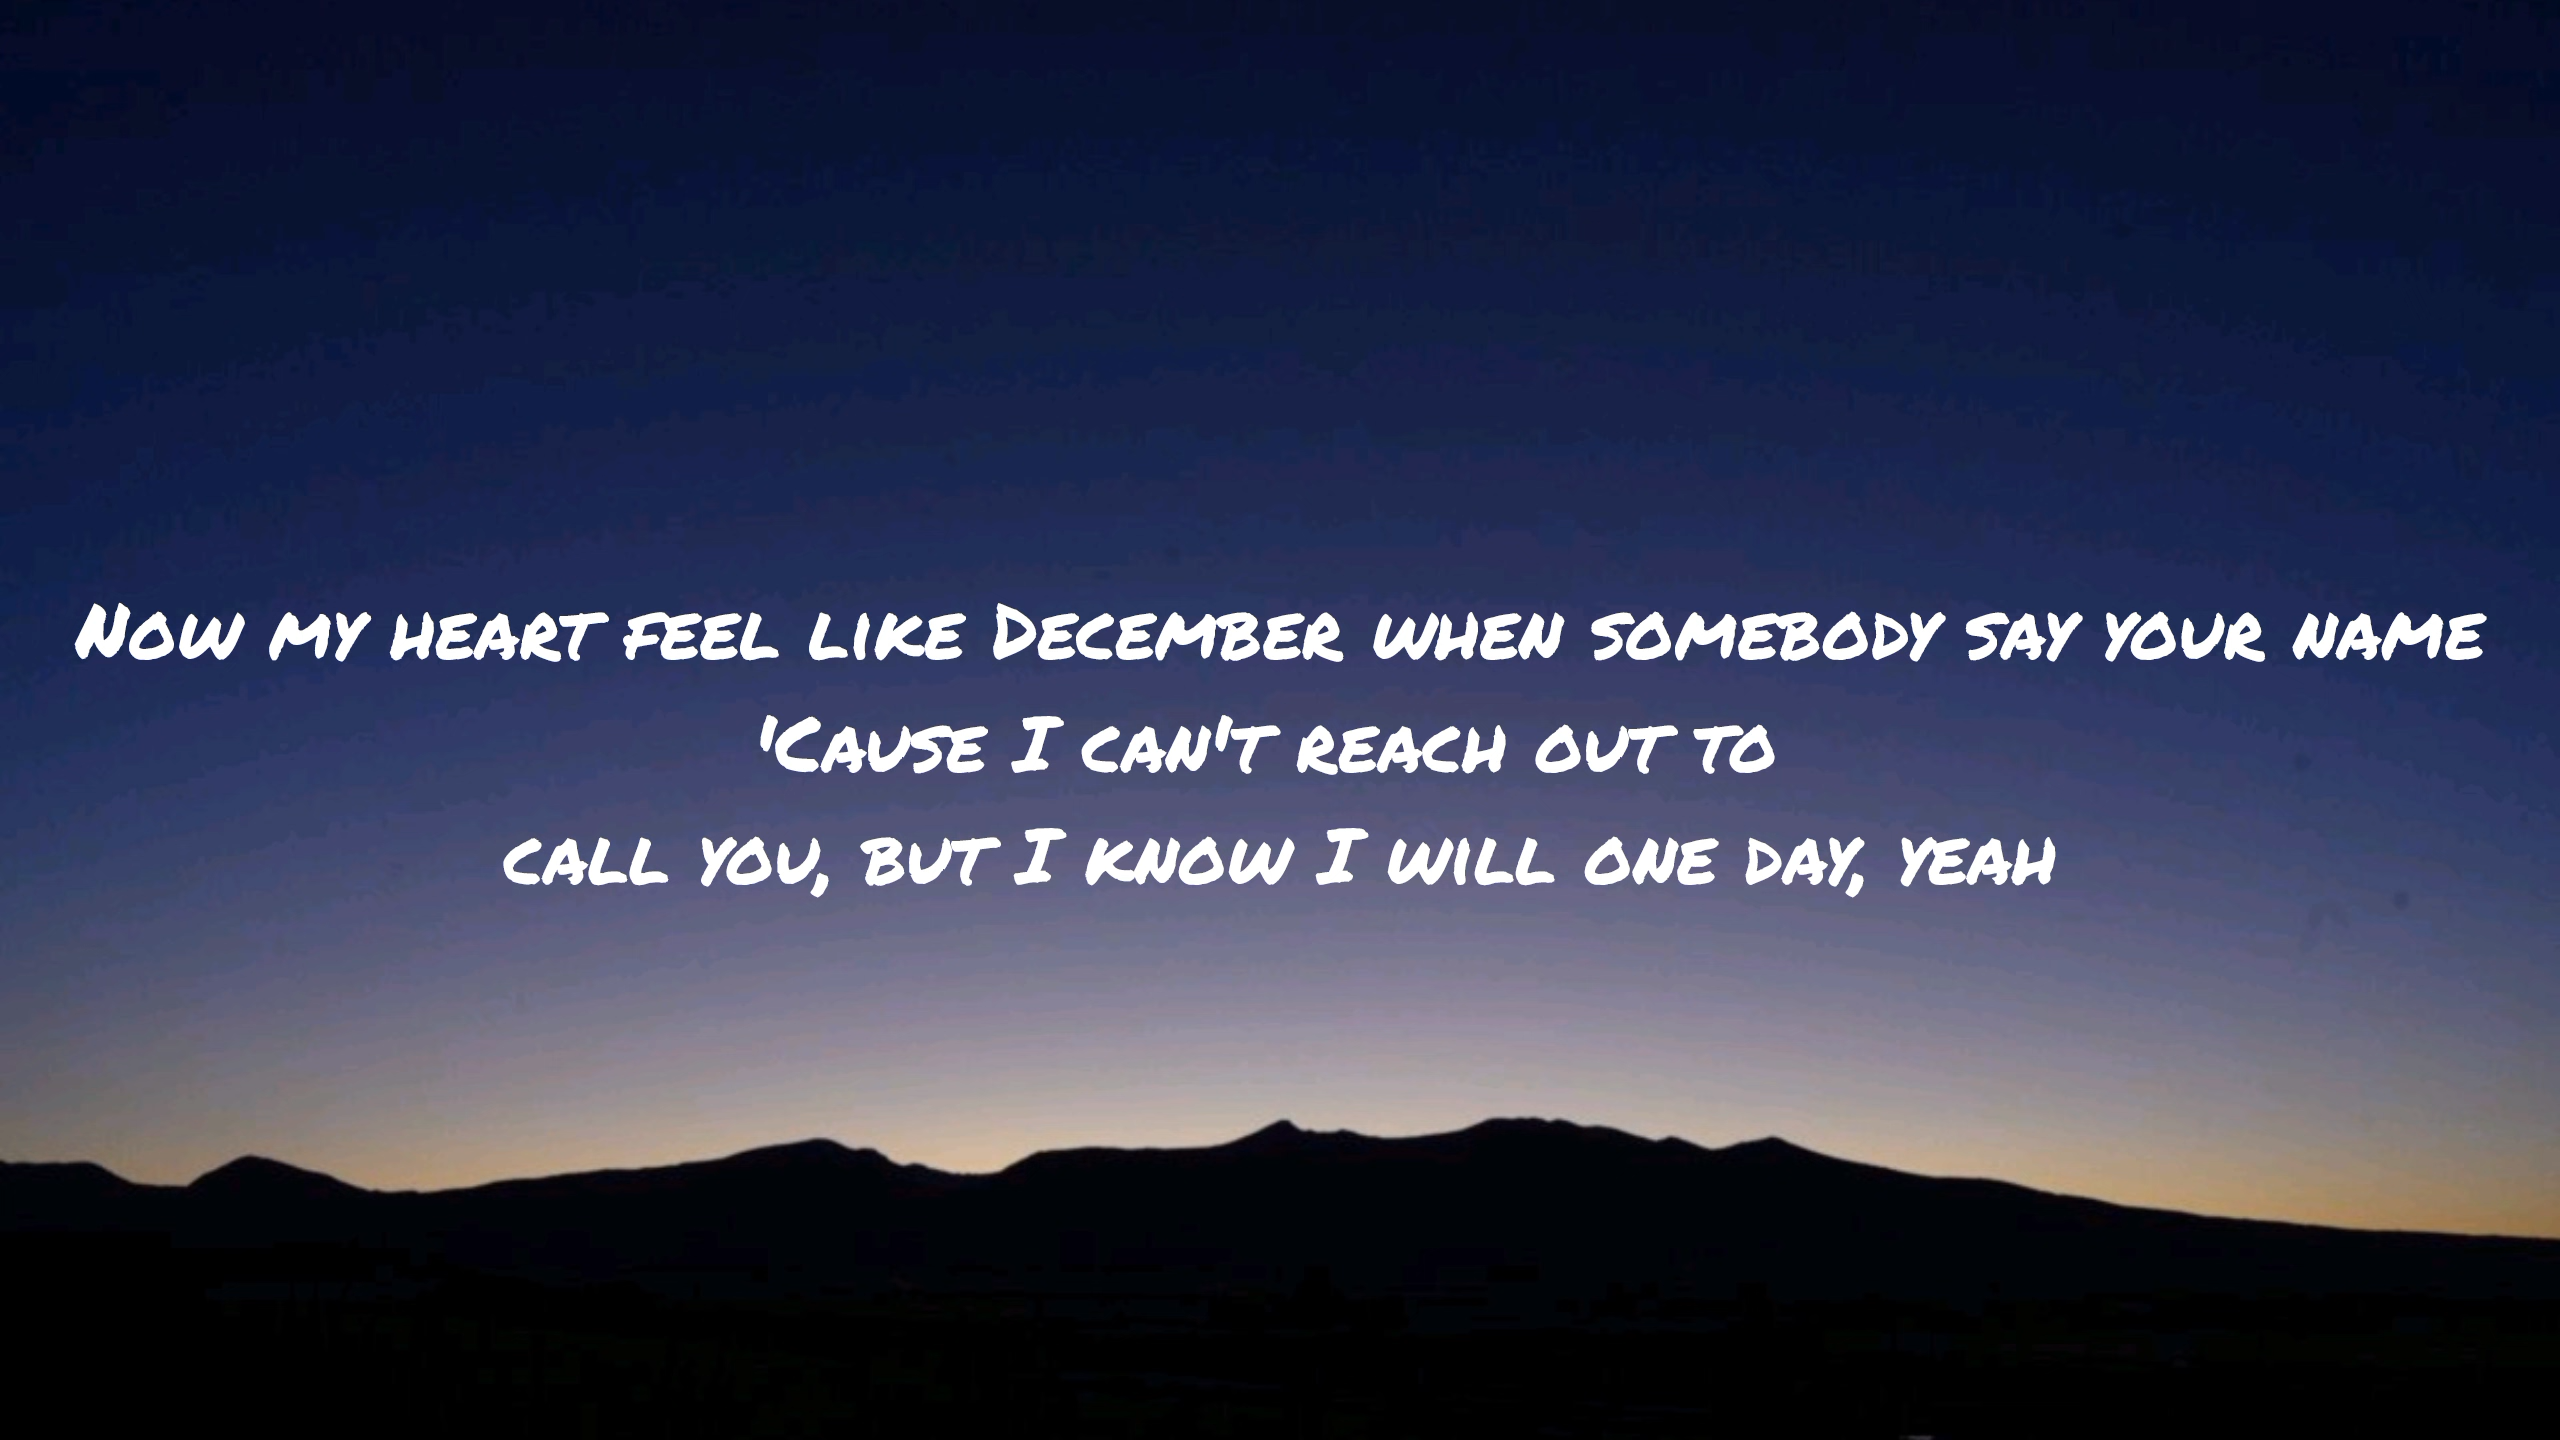 Now my heart feel like December when somebody say your name
'Cause I can't reach out to
call you, but I know I will one day, yeah